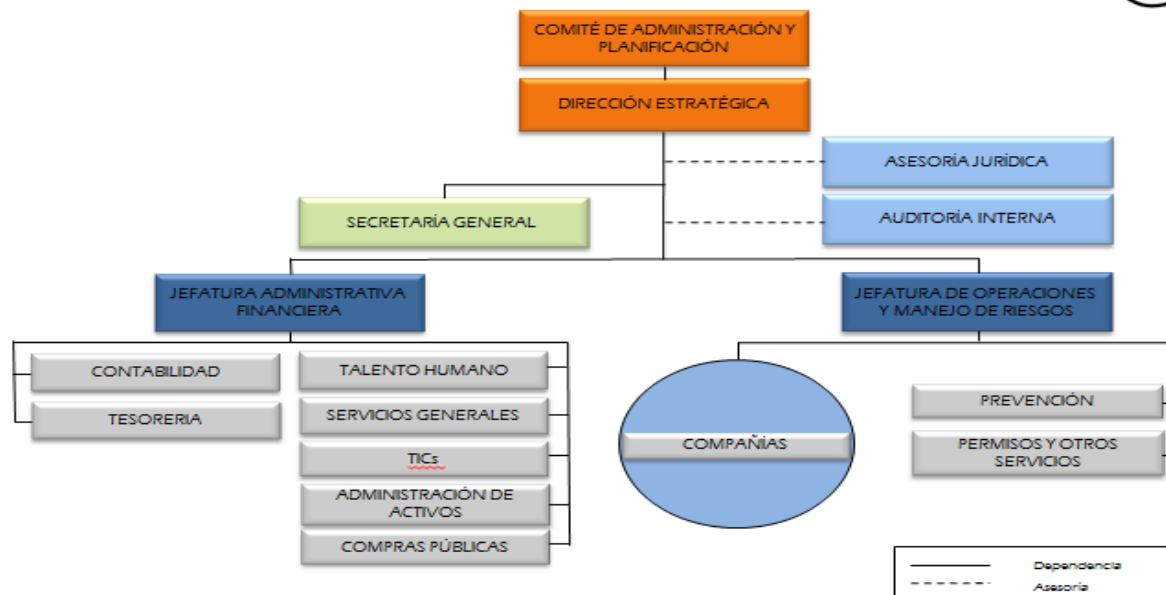 COMITÉ DE ADMINISTRACIÓN Y
PLANIFICACIÓN
DIRECCIÓN ESTRATÉGICA
ASESORÍA JURÍDICA
SECRETARÍA GENERAL
AUDITORÍA INTERNA
JEFATURA ADMINISTRATIVA
FINANCIERA
JEFATURA DE OPERACIONES
Y MANEJO DE RIESGOS
CONTABILIDAD
TESORERIA
TALENTO HUMANO
SERVICIOS GENERALES
TICs
ADMINISTRACIÓN DE
ACTIVOS
COMPRAS PÚBLICAS
COMPAÑÍAS
PREVENCIÓN
PERMISOS Y OTROS
SERVICIOS
Dependencia
Asesoría